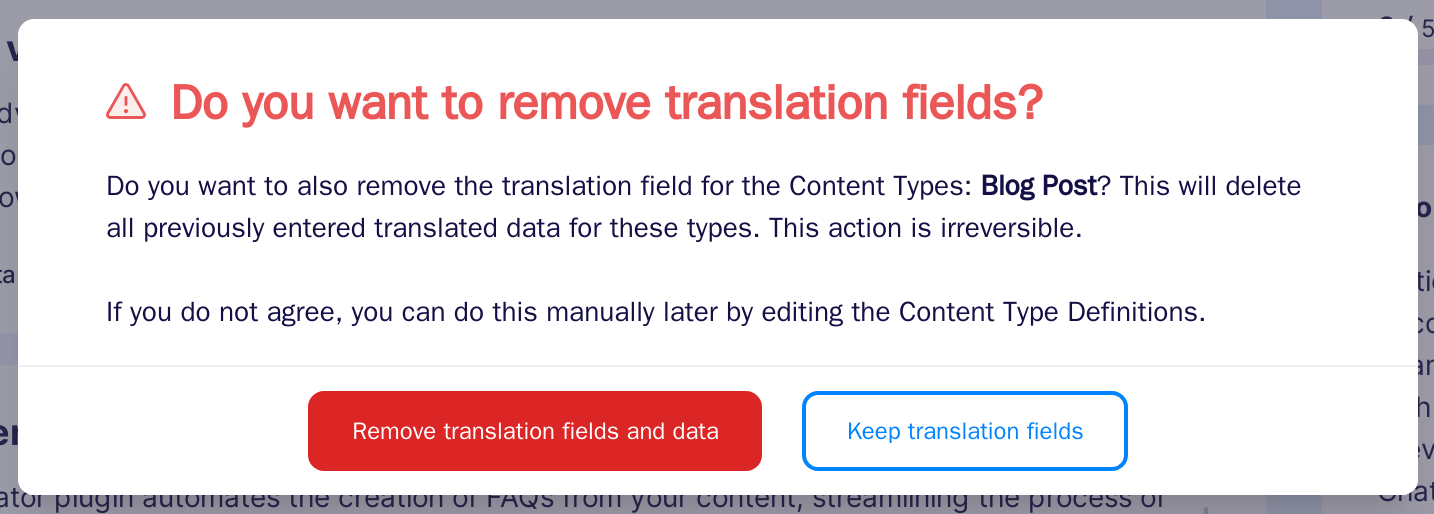 / 5
Do you want to remove translation fields?
Do you want to also remove the translation field for the Content Types: Blog Post? This will delete
all previously entered translated data for these types. This action is irreversible.
If you do not agree, you can do this manually later by editing the Content Type Definitions.
Remove translation fields and data
Keep translation fields
ator plugin automates the creation of FAQs from your content, streamlining the process of